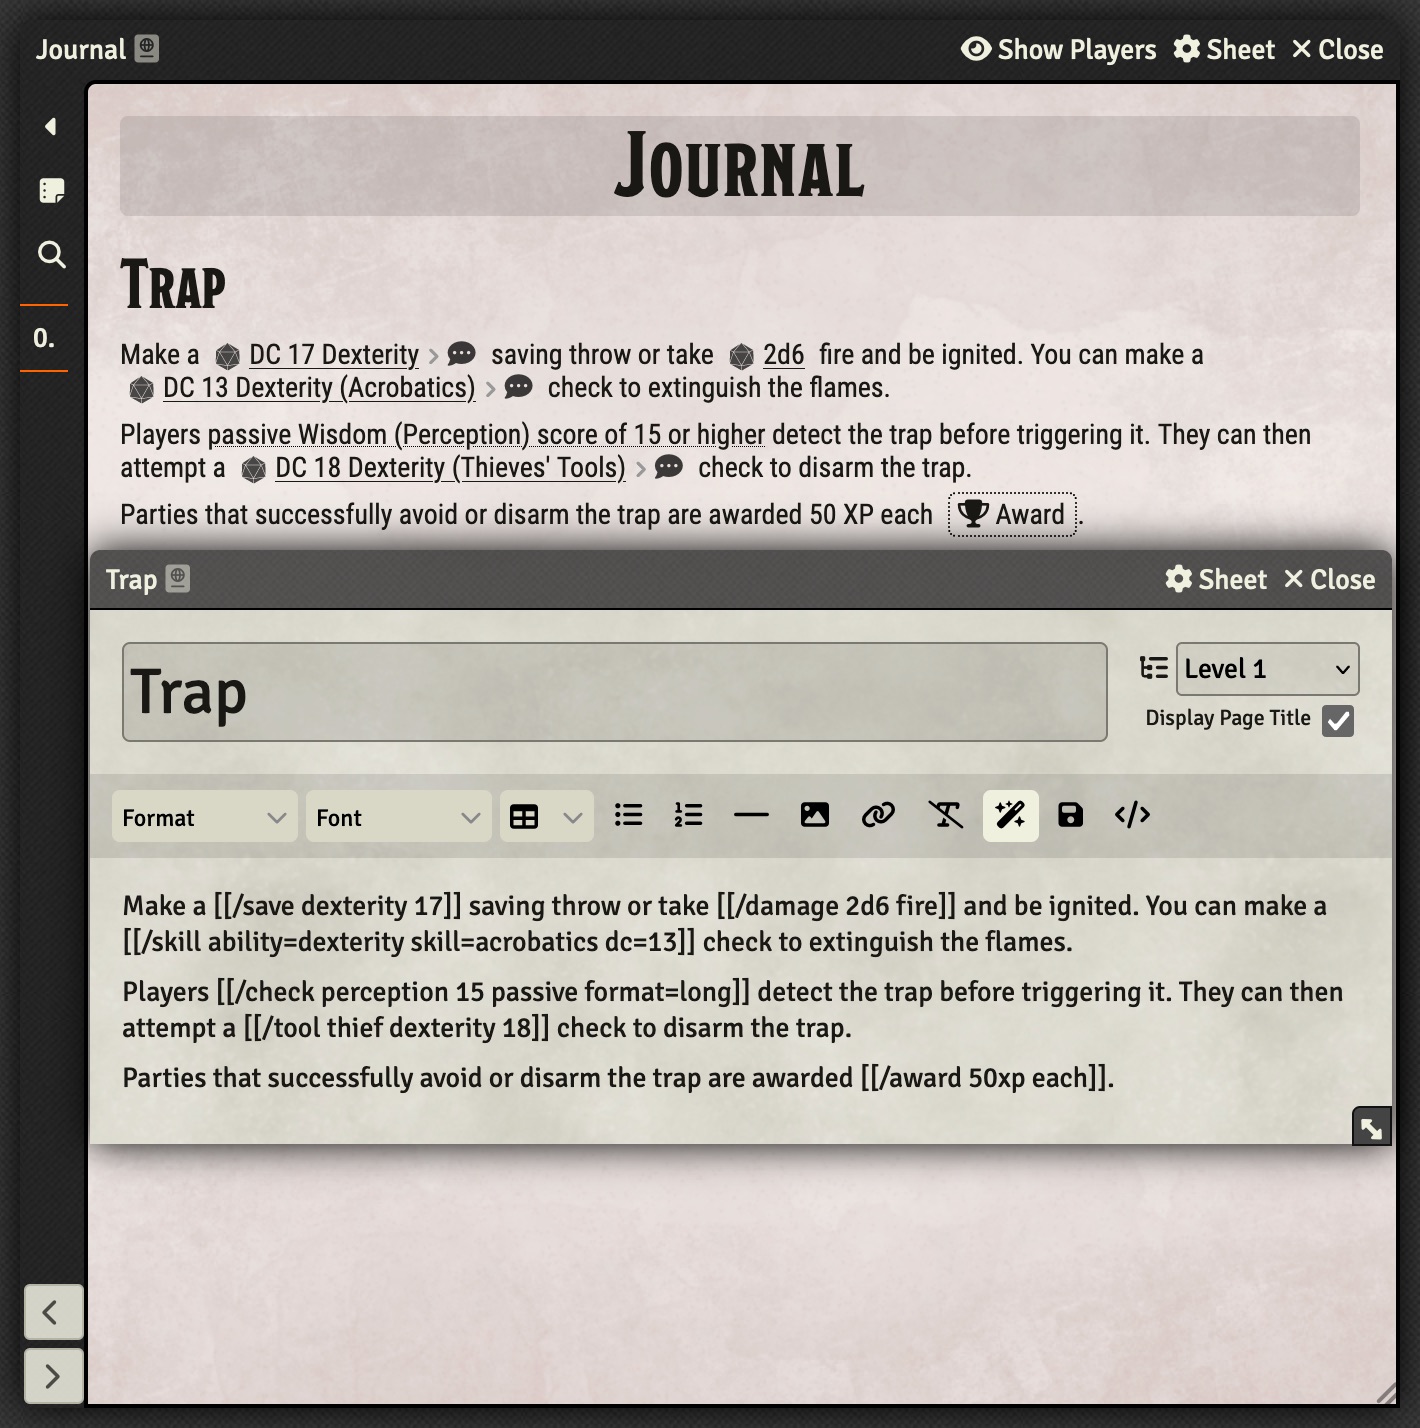 Journal
Show Players Sheet Close
JOURNAL
0.
TRAP
Make a DC 17 Dexterity saving throw or take 2d6 fire and be ignited. You can make a
DC 13 Dexterity (Acrobatics) check to extinguish the flames.
Players passive Wisdom (Perception) score of 15 or higher detect the trap before triggering it. They can then
attempt a DC 18 Dexterity (Thieves' Tools) check to disarm the trap.
Parties that successfully avoid or disarm the trap are awarded 50 XP each Award.
Trap
Sheet Close
Trap
Level 1
Display Page Title
Format Font
Make a [[/save dexterity 17]] saving throw or take [[/damage 2d6 fire]] and be ignited. You can make a
[[/skill ability=dexterity skill=acrobatics dc=13]] check to extinguish the flames.
Players [[/check perception 15 passive format=long]] detect the trap before triggering it. They can then
attempt a [[/tool thief dexterity 18]] check to disarm the trap.
Parties that successfully avoid or disarm the trap are awarded [[/award 50xp each]].